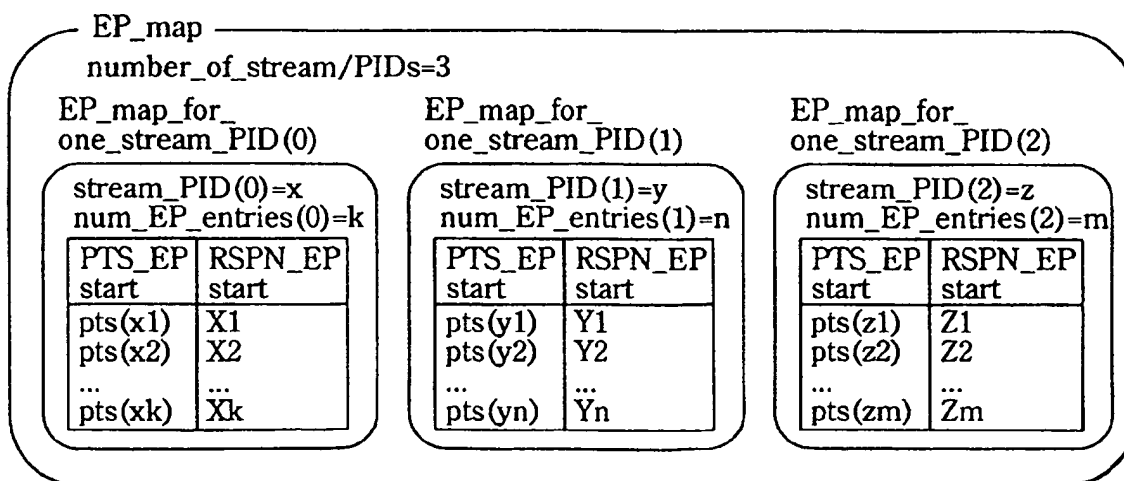 EP_map
number_of_stream/PIDs=3
EP_map_for_
one_stream_PID(0)
stream_PID(0)=x
num_EP_entries(0)=k
PTS_EP RSPN_EP
start start
pts(x1) X1
pts(x2) X2
... ...
pts(xk) Xk
EP_map_for_
one_stream_PID(1)
stream_PID(1)=y
num_EP_entries(1)=n
PTS_EP RSPN_EP
start start
pts(y1) Y1
pts(y2) Y2
... ...
pts(yn) Yn
EP_map_for_
one_stream_PID(2)
stream_PID(2)=z
num_EP_entries(2)=m
PTS_EP RSPN_EP
start start
pts(z1) Z1
pts(z2) Z2
... ...
pts(zm) Zm